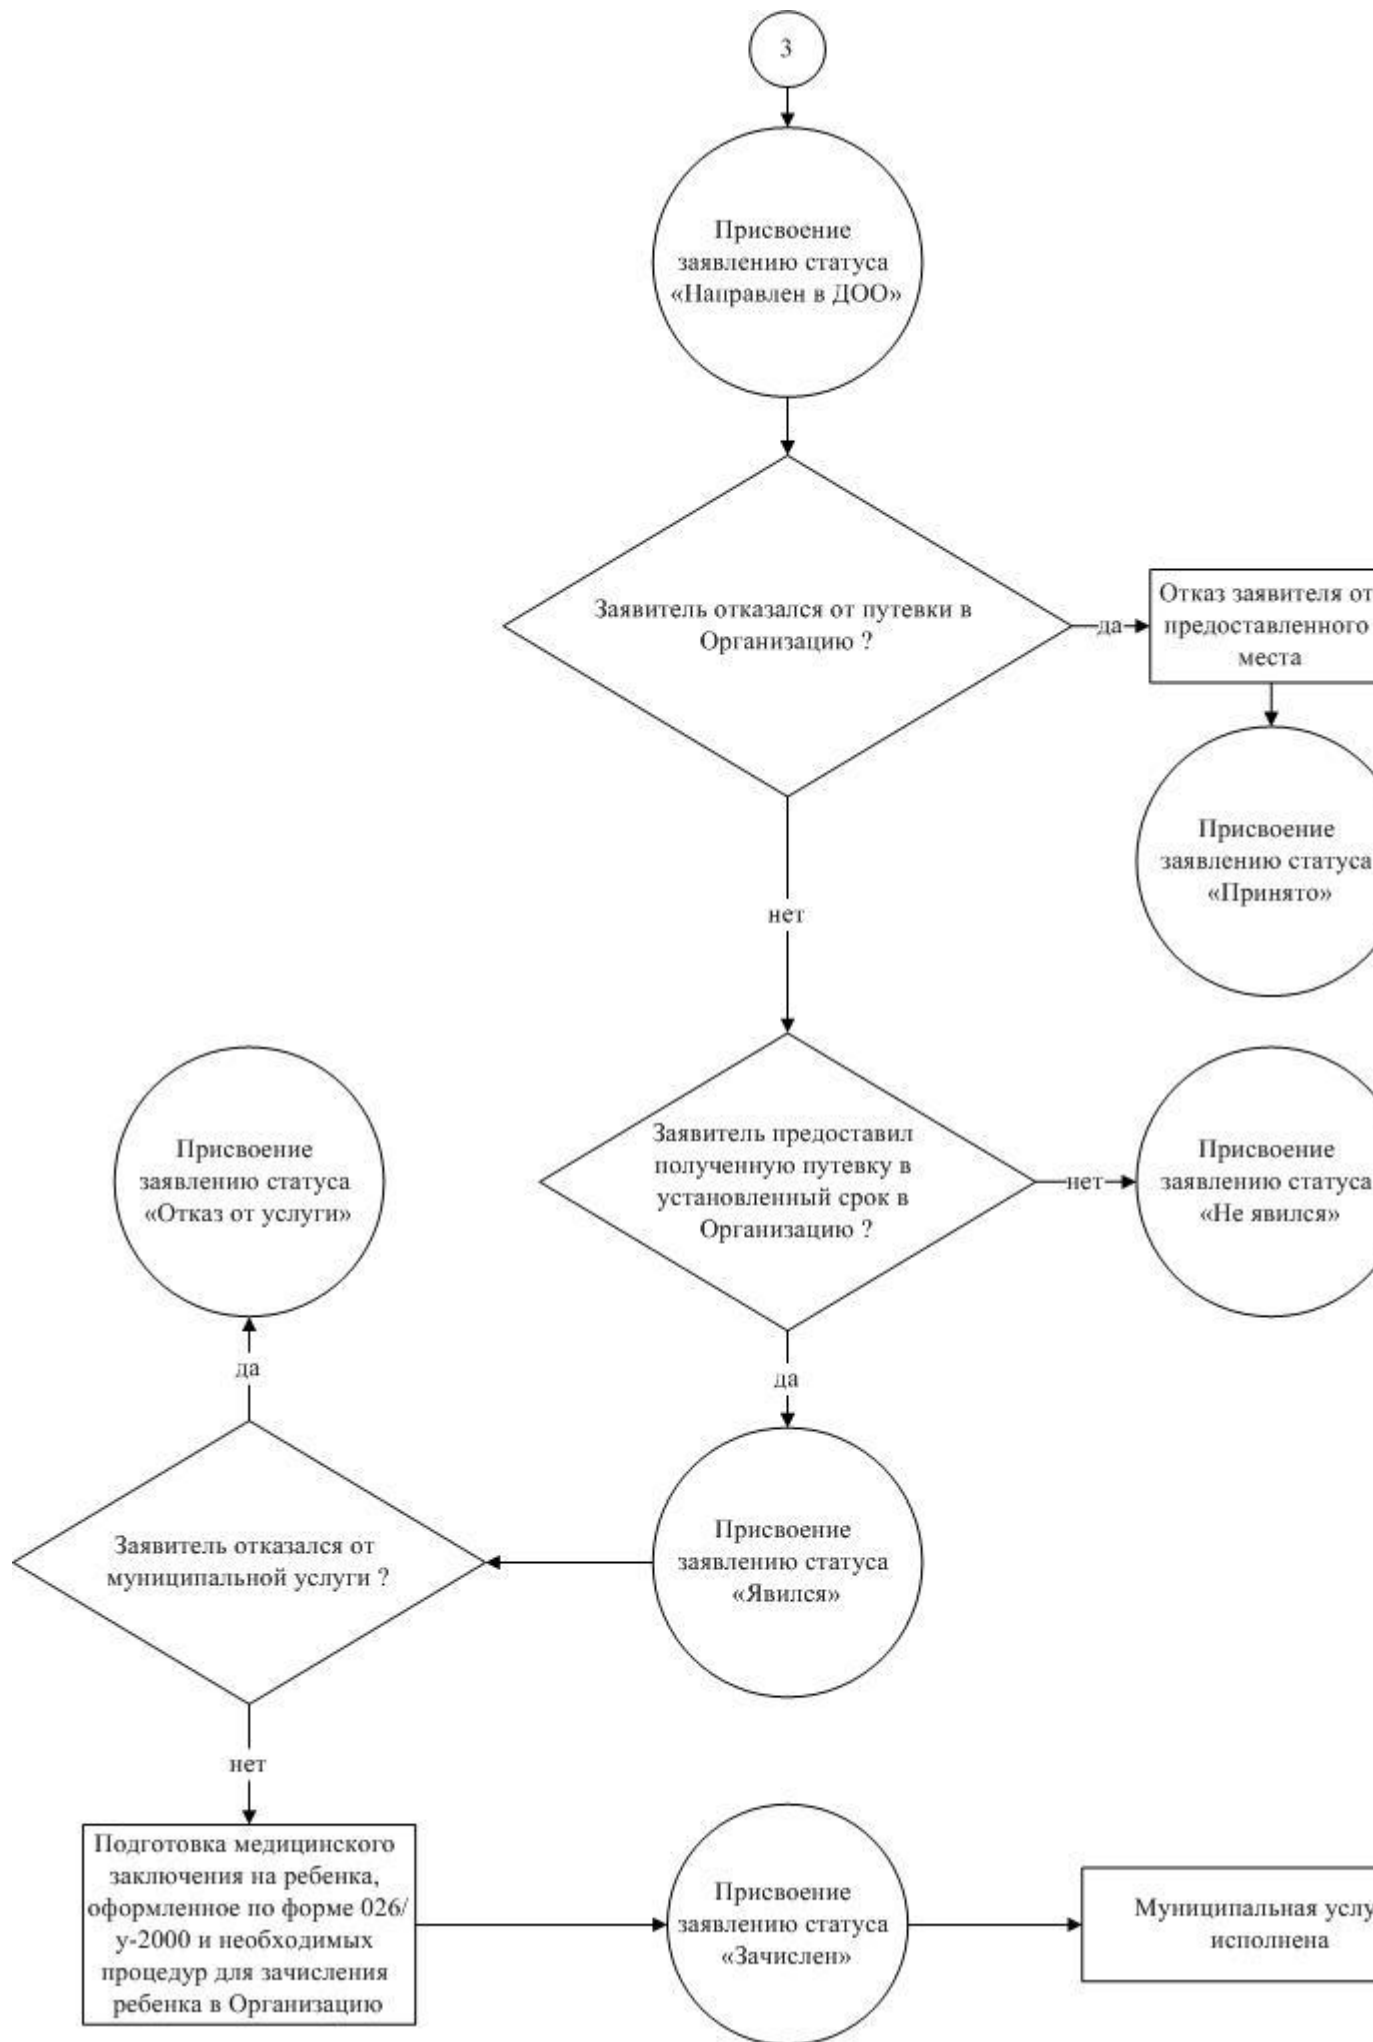 3
Присвоение
заявлению статуса
«Направлен в ДОО»
Заявитель отказался от путевки в
Организацию ?
да
Отказ заявителя от
предоставленного
места
Присвоение
заявлению статуса
«Принято»
нет
Заявитель предоставил
полученную путевку в
установленный срок в
Организацию ?
нет
Присвоение
заявлению статуса
«Не явился»
да
Присвоение
заявлению статуса
«Явился»
Заявитель отказался от
муниципальной услуги ?
да
Присвоение
заявлению статуса
«Отказ от услуги»
нет
Подготовка медицинского
заключения на ребенка,
оформленное по форме 026/
у-2000 и необходимых
процедур для зачисления
ребенка в Организацию
Присвоение
заявлению статуса
«Зачислен»
Муниципальная услу
исполнена